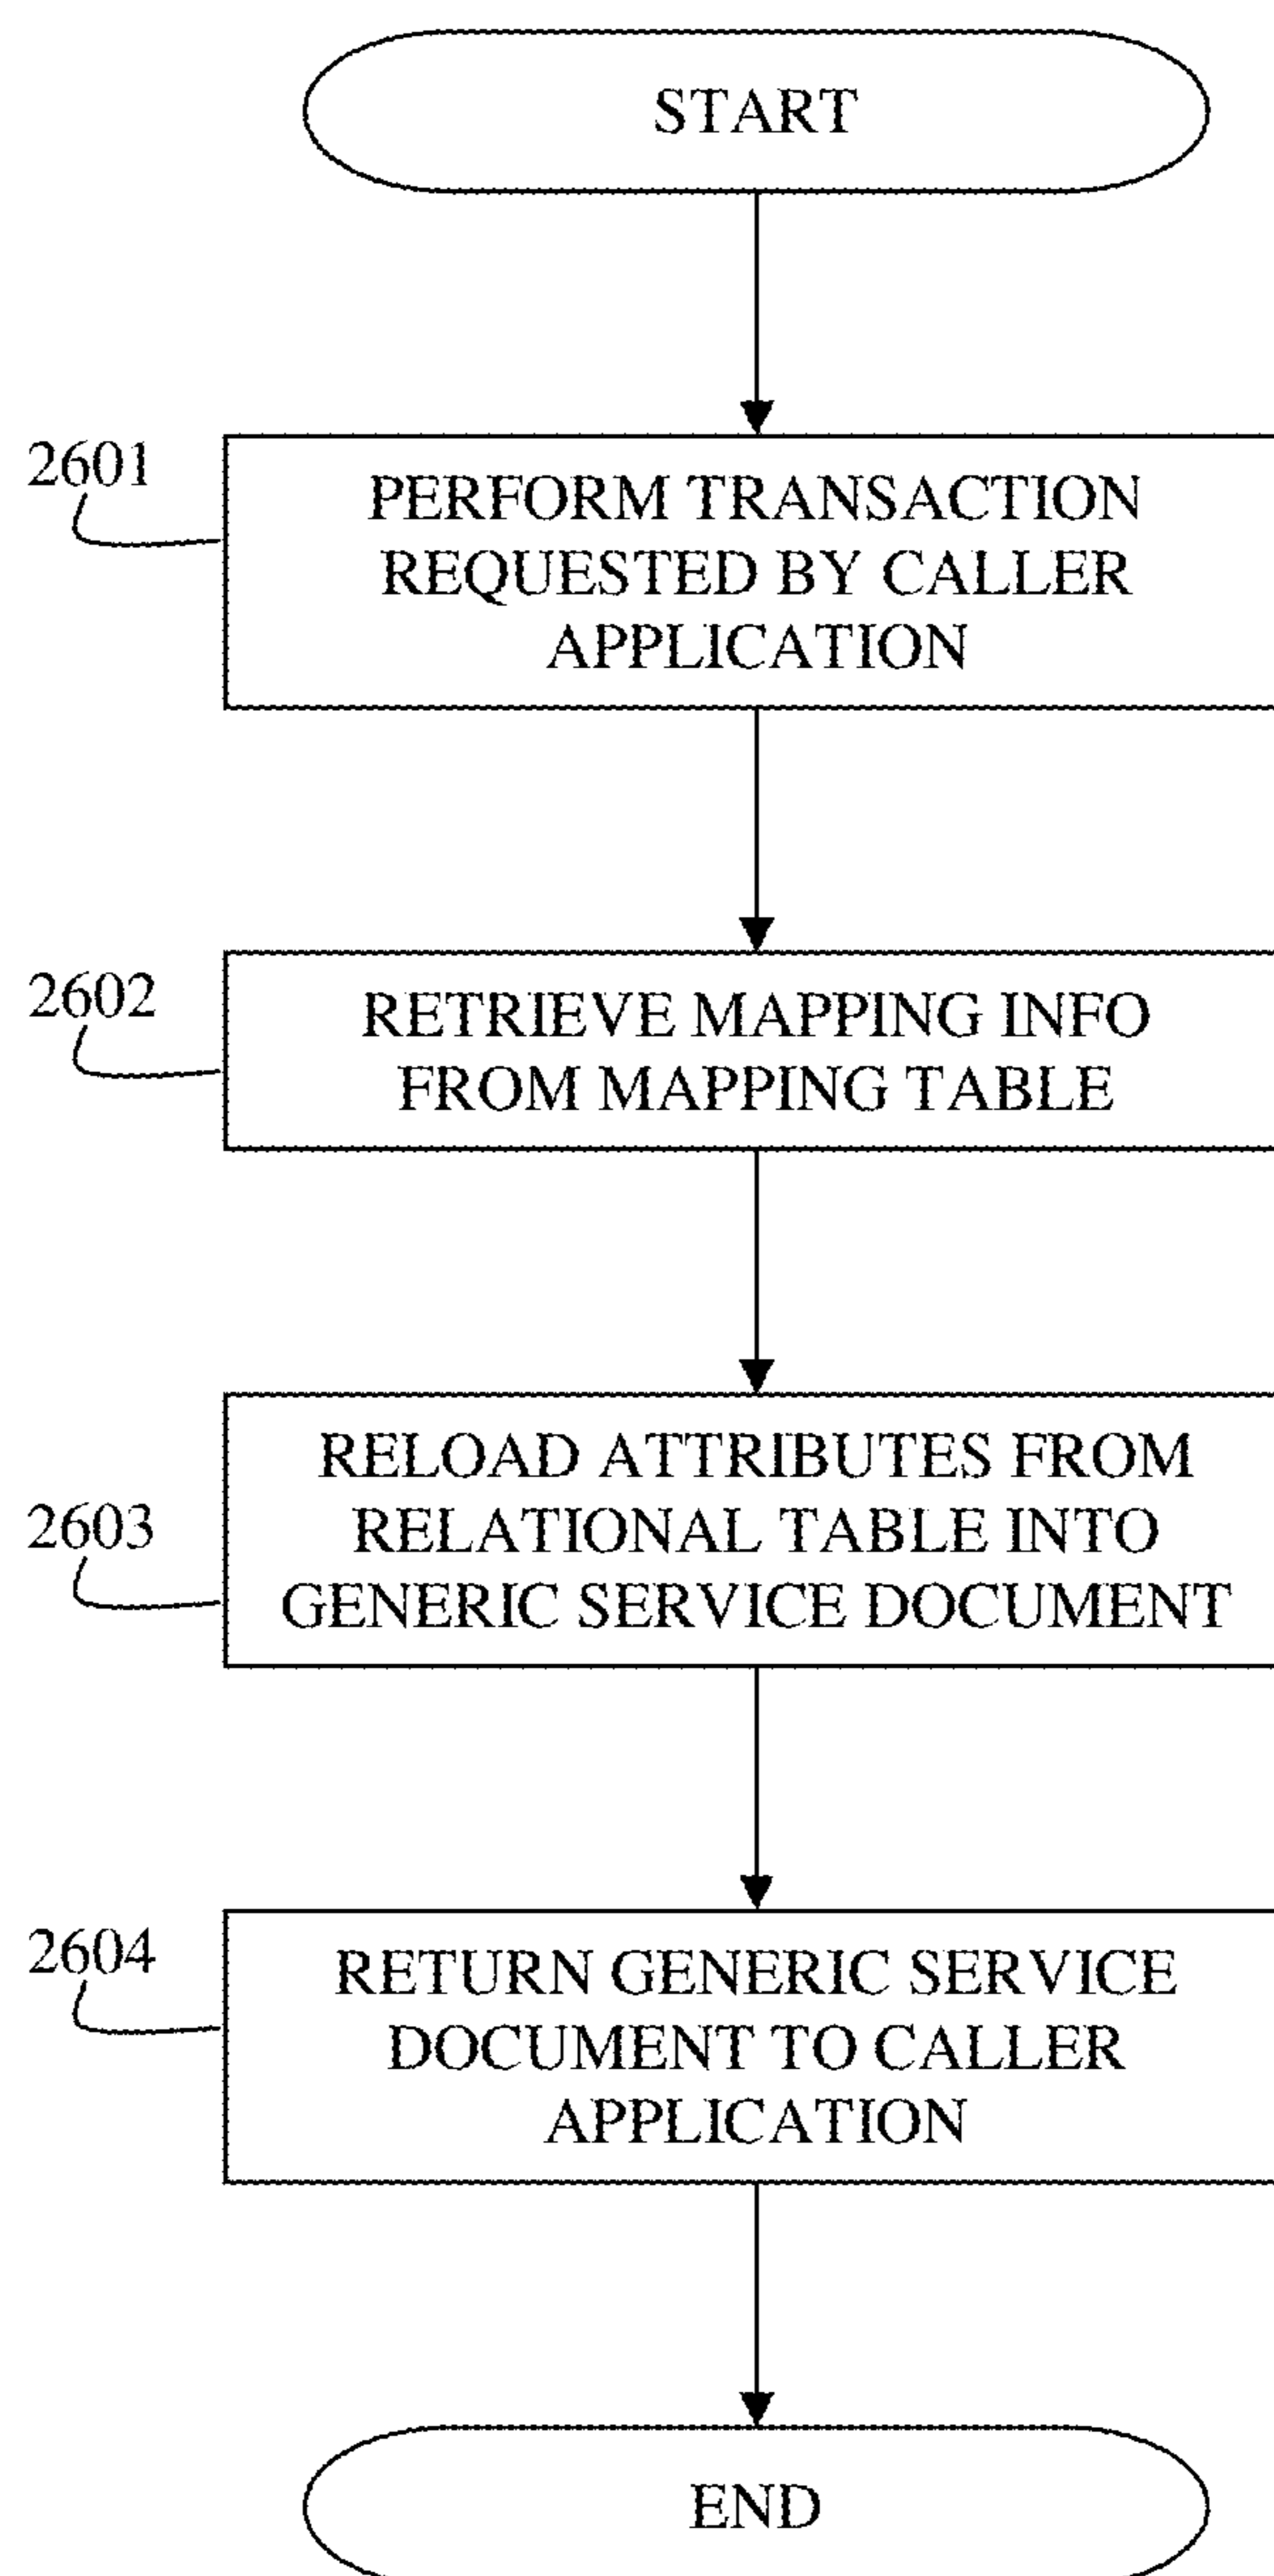 START
2601
PERFORM TRANSACTION
REQUESTED BY CALLER
APPLICATION
2602
RETRIEVE MAPPING INFO
FROM MAPPING TABLE
RELOAD ATTRIBUTES FROM
RELATIONAL TABLE INTO
2603
GENERIC SERVICE DOCUMENT
2604
RETURN GENERIC SERVICE
DOCUMENT TO CALLER
APPLICATION
END